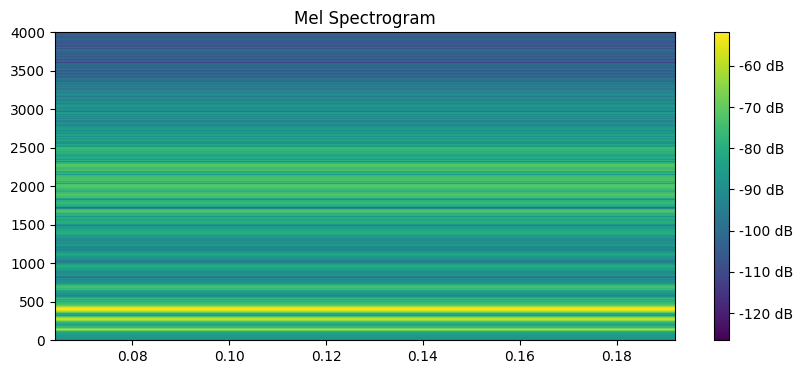 Mel Spectrogram
4000
3500
3000
2500
2000
1500
1000
500
0
0.08 0.10 0.12 0.14 0.16 0.18
-60 dB
-70 dB
-80 dB
-90 dB
-100 dB
-110 dB
-120 dB